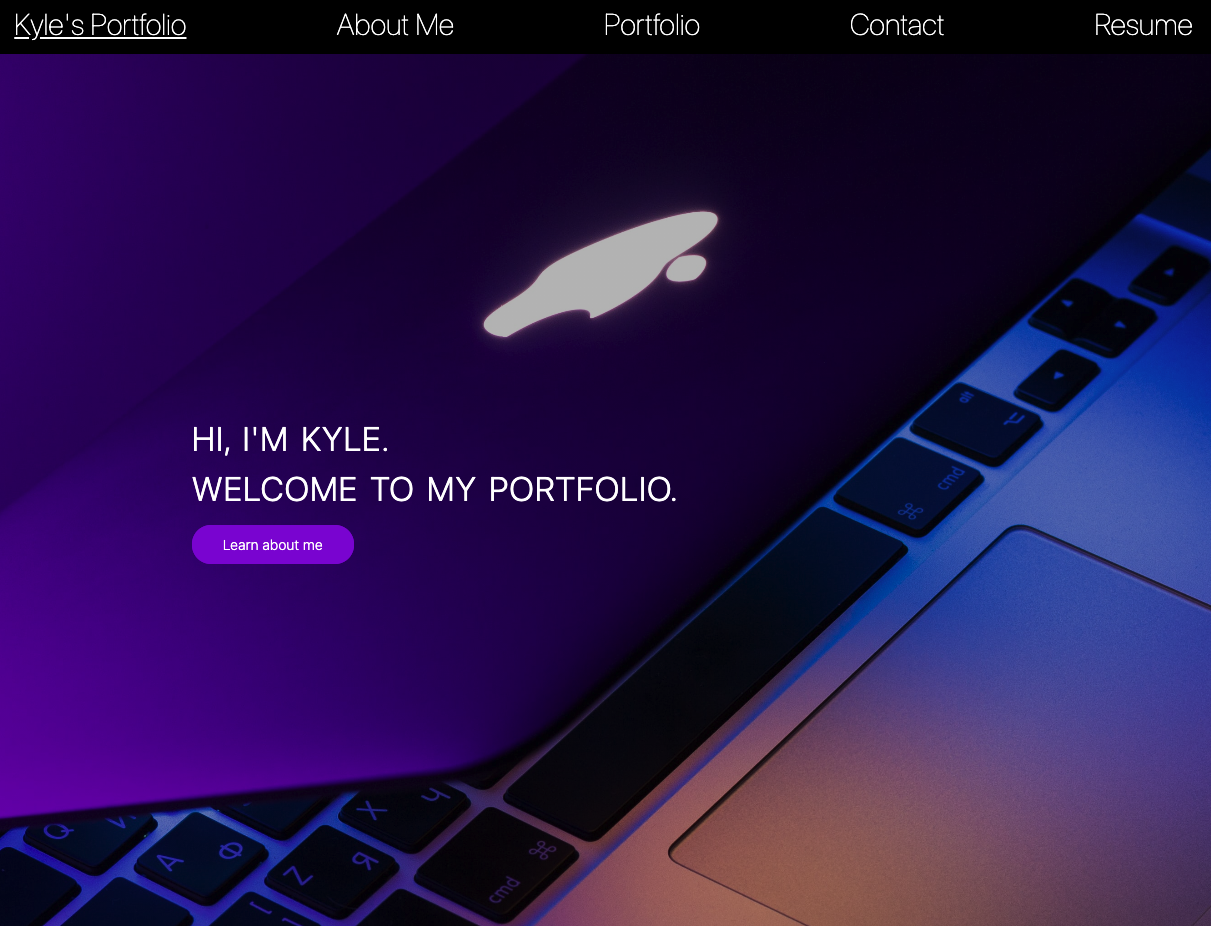 Kyle's Portfolio About Me Portfolio Contact Resume
HI, I'M KYLE.
WELCOME TO MY PORTFOLIO.
Learn about me
alt
cmd
Q И
A Ф
Z Я
X Ч
cmd